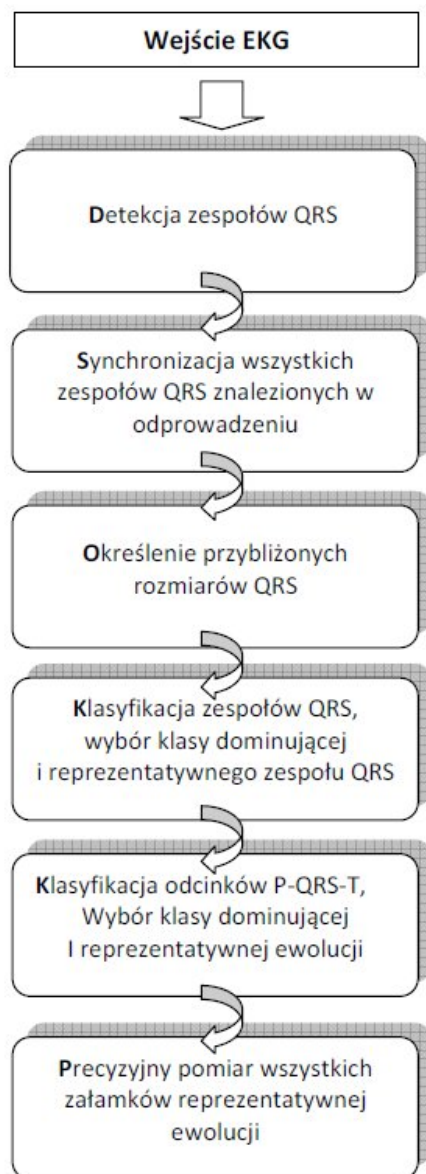 Wejście EKG
Detekcja zespołów QRS
Synchronizacja wszystkich
zespołów QRS znalezionych w
odprowadzeniu
Określenie przybliżonych
rozmiarów QRS
Klasyfikacja zespołów QRS,
wybór klasy dominującej
i reprezentatywnego zespołu QRS
Klasyfikacja odcinków P-QRS-T,
Wybór klasy dominującej
I reprezentatywnej ewolucji
Precyzyjny pomiar wszystkich
załamków reprezentatywnej
ewolucji